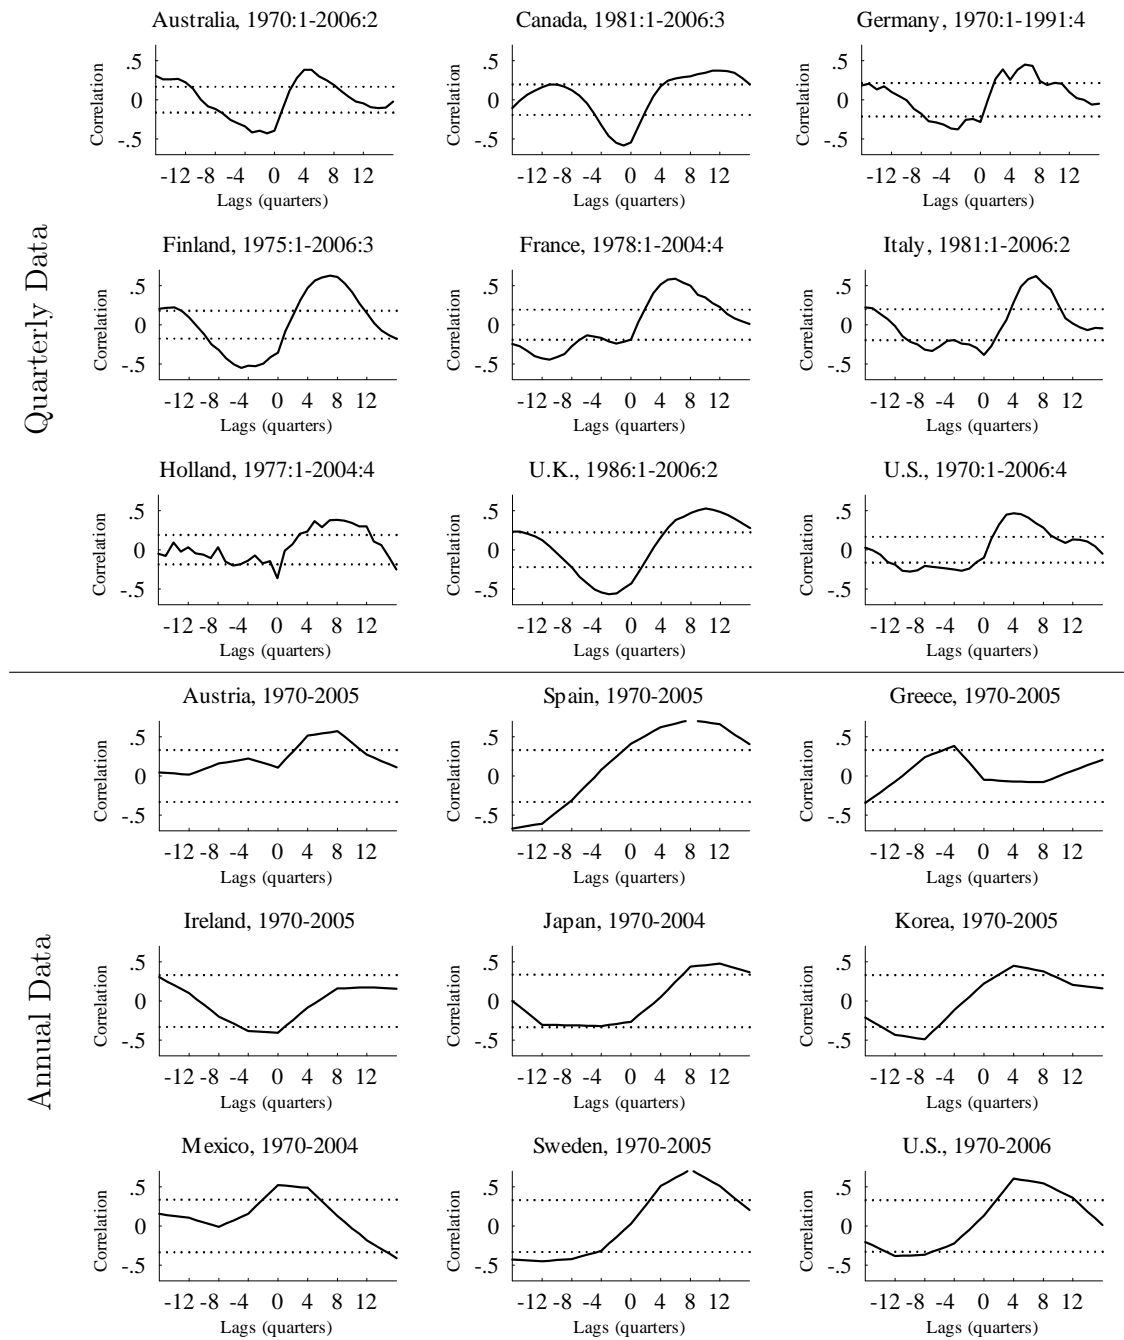 Quarterly Data
Australia, 1970:1-2006:2
Correlation
.5
0
-.5
-12 -8 -4 0 4 8 12
Lags (quarters)
Canada, 1981:1-2006:3
Correlation
.5
0
-.5
-12 -8 -4 0 4 8 12
Lags (quarters)
Germany, 1970:1-1991:4
Correlation
.5
0
-.5
-12 -8 -4 0 4 8 12
Lags (quarters)
Finland, 1975:1-2006:3
Correlation
.5
0
-.5
-12 -8 -4 0 4 8 12
Lags (quarters)
France, 1978:1-2004:4
Correlation
.5
0
-.5
-12 -8 -4 0 4 8 12
Lags (quarters)
Italy, 1981:1-2006:2
Correlation
.5
0
-.5
-12 -8 -4 0 4 8 12
Lags (quarters)
Holland, 1977:1-2004:4
Correlation
.5
0
-.5
-12 -8 -4 0 4 8 12
Lags (quarters)
U.K., 1986:1-2006:2
Correlation
.5
0
-.5
-12 -8 -4 0 4 8 12
Lags (quarters)
U.S., 1970:1-2006:4
Correlation
.5
0
-.5
-12 -8 -4 0 4 8 12
Lags (quarters)
Annual Data
Austria, 1970-2005
Correlation
.5
0
-.5
-12 -8 -4 0 4 8 12
Lags (quarters)
Spain, 1970-2005
Correlation
.5
0
-.5
-12 -8 -4 0 4 8 12
Lags (quarters)
Greece, 1970-2005
Correlation
.5
0
-.5
-12 -8 -4 0 4 8 12
Lags (quarters)
Ireland, 1970-2005
Correlation
.5
0
-.5
-12 -8 -4 0 4 8 12
Lags (quarters)
Japan, 1970-2004
Correlation
.5
0
-.5
-12 -8 -4 0 4 8 12
Lags (quarters)
Korea, 1970-2005
Correlation
.5
0
-.5
-12 -8 -4 0 4 8 12
Lags (quarters)
Mexico, 1970-2004
Correlation
.5
0
-.5
-12 -8 -4 0 4 8 12
Lags (quarters)
Sweden, 1970-2005
Correlation
.5
0
-.5
-12 -8 -4 0 4 8 12
Lags (quarters)
U.S., 1970-2006
Correlation
.5
0
-.5
-12 -8 -4 0 4 8 12
Lags (quarters)